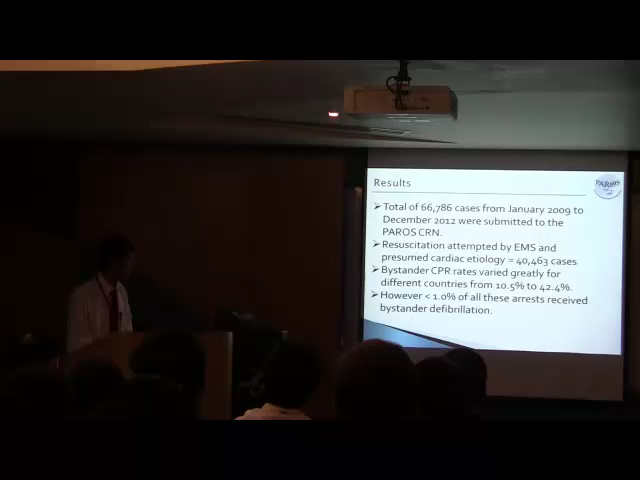 Results
PAROS
➤ Total of 66,786 cases from January 2009 to
December 2012 were submitted to the
PAROS CRN.
➤ Resuscitation attempted by EMS and
presumed cardiac etiology = 40,463 cases
➤ Bystander CPR rates varied greatly for
different countries from 10.5% to 42.4%.
➤ However < 1.0% of all these arrests received
bystander defibrillation.